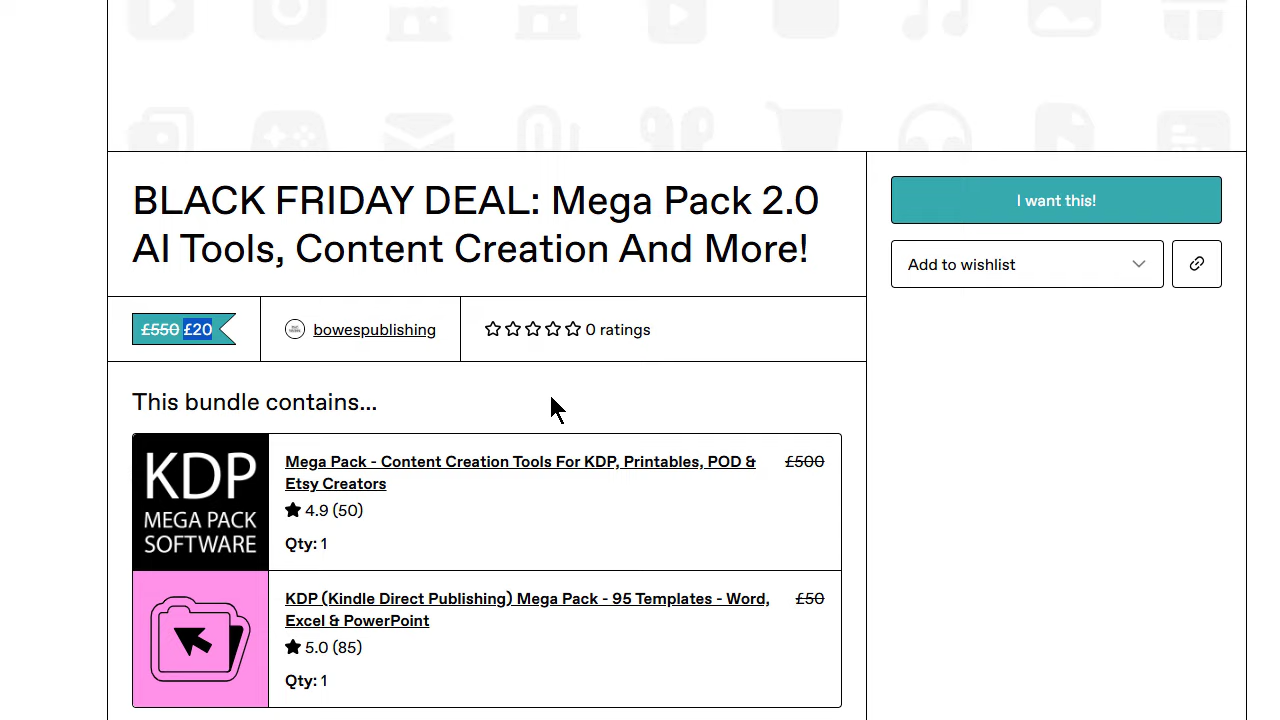 BLACK FRIDAY DEAL: Mega Pack 2.0
AI Tools, Content Creation And More!
I want this!
Add to wishlist
£550 £20
bowespublishing
0 ratings
This bundle contains...
KDP
MEGA PACK
SOFTWARE
Mega Pack - Content Creation Tools For KDP, Printables, POD &
Etsy Creators
£500
4.9 (50)
Qty: 1
KDP (Kindle Direct Publishing) Mega Pack - 95 Templates - Word,
Excel & PowerPoint
£50
5.0 (85)
Qty: 1